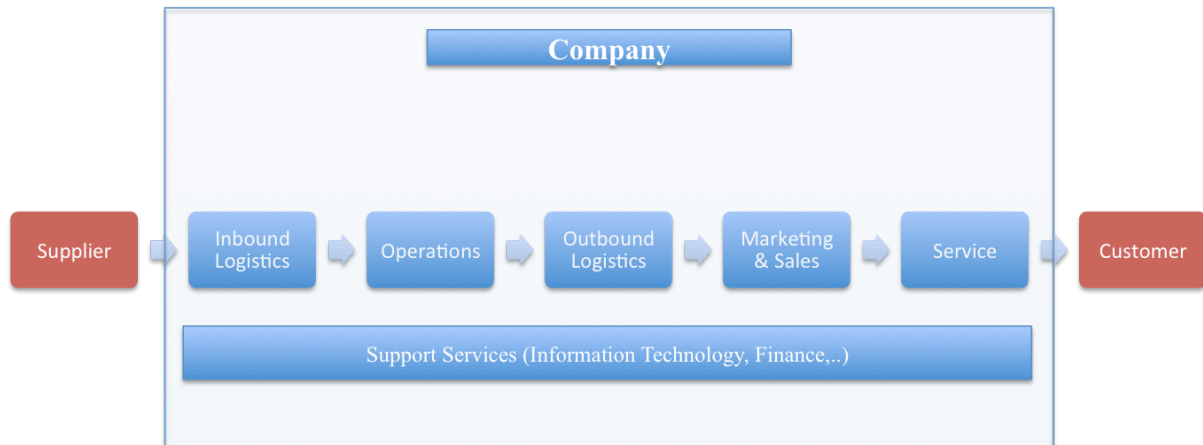 Company
Supplier
Inbound
Logistics
Operations
Outbound
Logistics
Marketing
& Sales
Service
Customer
Support Services (Information Technology, Finance,..)